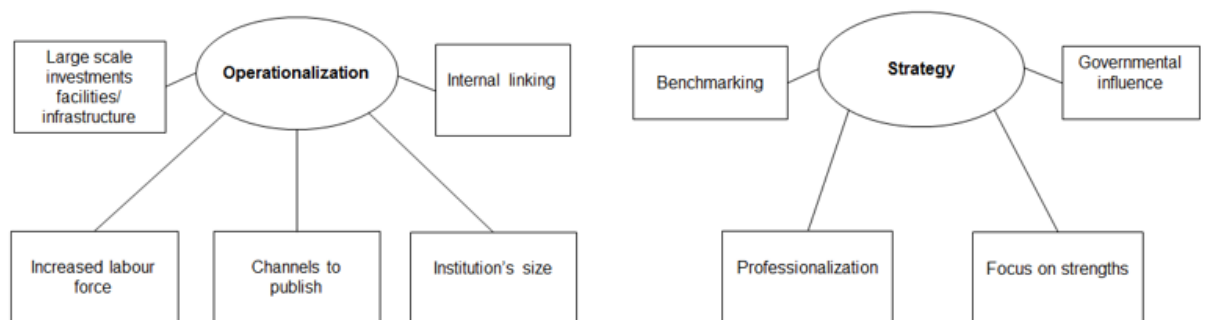 Large scale
investments
facilities/
infrastructure
Operationalization
Internal linking
Increased labour
force
Channels to
publish
Institution's size
Benchmarking
Strategy
Governmental
influence
Professionalization
Focus on strengths